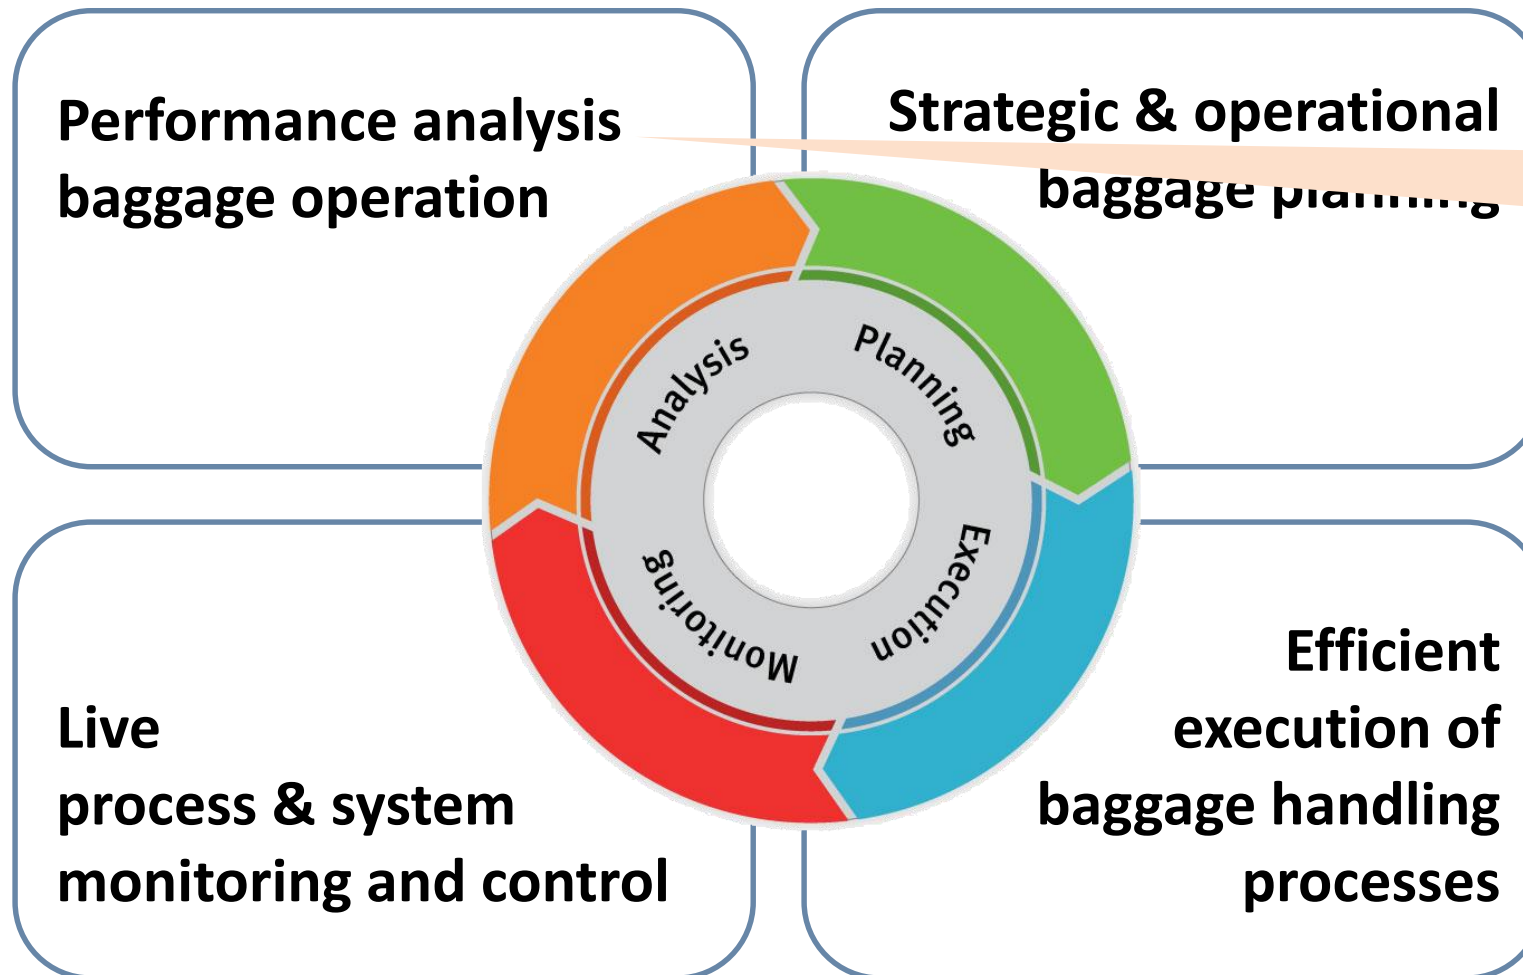 Performance analysis
baggage operation
Strategic & operational
baggage planning
Analysis
Planning
Execution
Monitoring
Live
process & system
monitoring and control
Efficient
execution of
baggage handling
processes